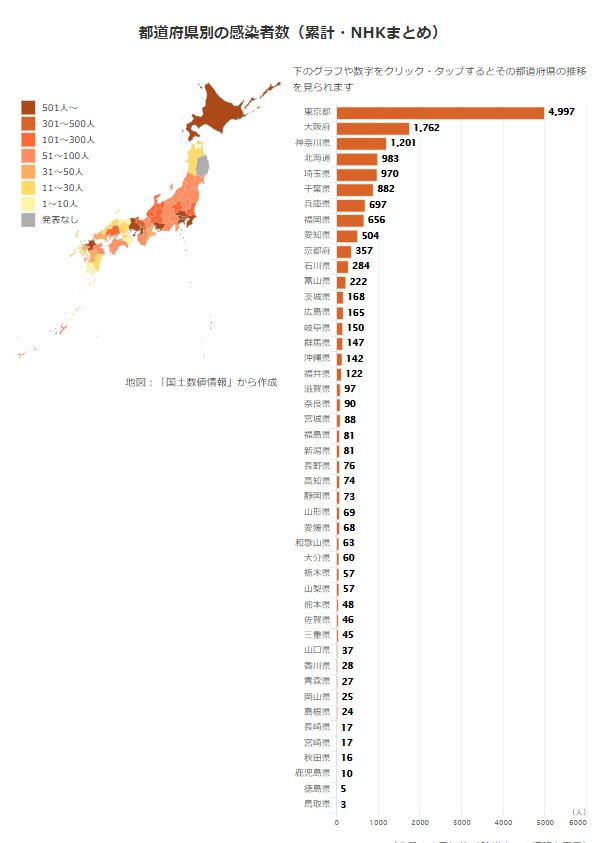 都道府県別の感染者数（累計・NHKまとめ）
下のグラフや数字をクリック・タップするとその都道府県の推移
を見られます
501人～
301～500人
101～300人
51～100人
31～50人
11～30人
1～10人
発表なし
地図：「国土数値情報」から作成
東京都 4,997
大阪府 1,762
神奈川県 1,201
北海道 983
埼玉県 970
千葉県 882
兵庫県 697
福岡県 656
愛知県 504
京都府 357
石川県 284
富山県 222
茨城県 168
広島県 165
岐阜県 150
群馬県 147
沖縄県 142
福井県 122
滋賀県 97
奈良県 90
宮城県 88
福島県 81
新潟県 81
長野県 76
高知県 74
静岡県 73
山形県 69
愛媛県 68
和歌山県 63
大分県 60
栃木県 57
山梨県 57
熊本県 48
佐賀県 46
三重県 45
山口県 37
香川県 28
青森県 27
岡山県 25
島根県 24
長崎県 17
宮崎県 17
秋田県 16
鹿児島県 10
徳島県 5
鳥取県 3
（人）
0 1000 2000 3000 4000 5000 6000